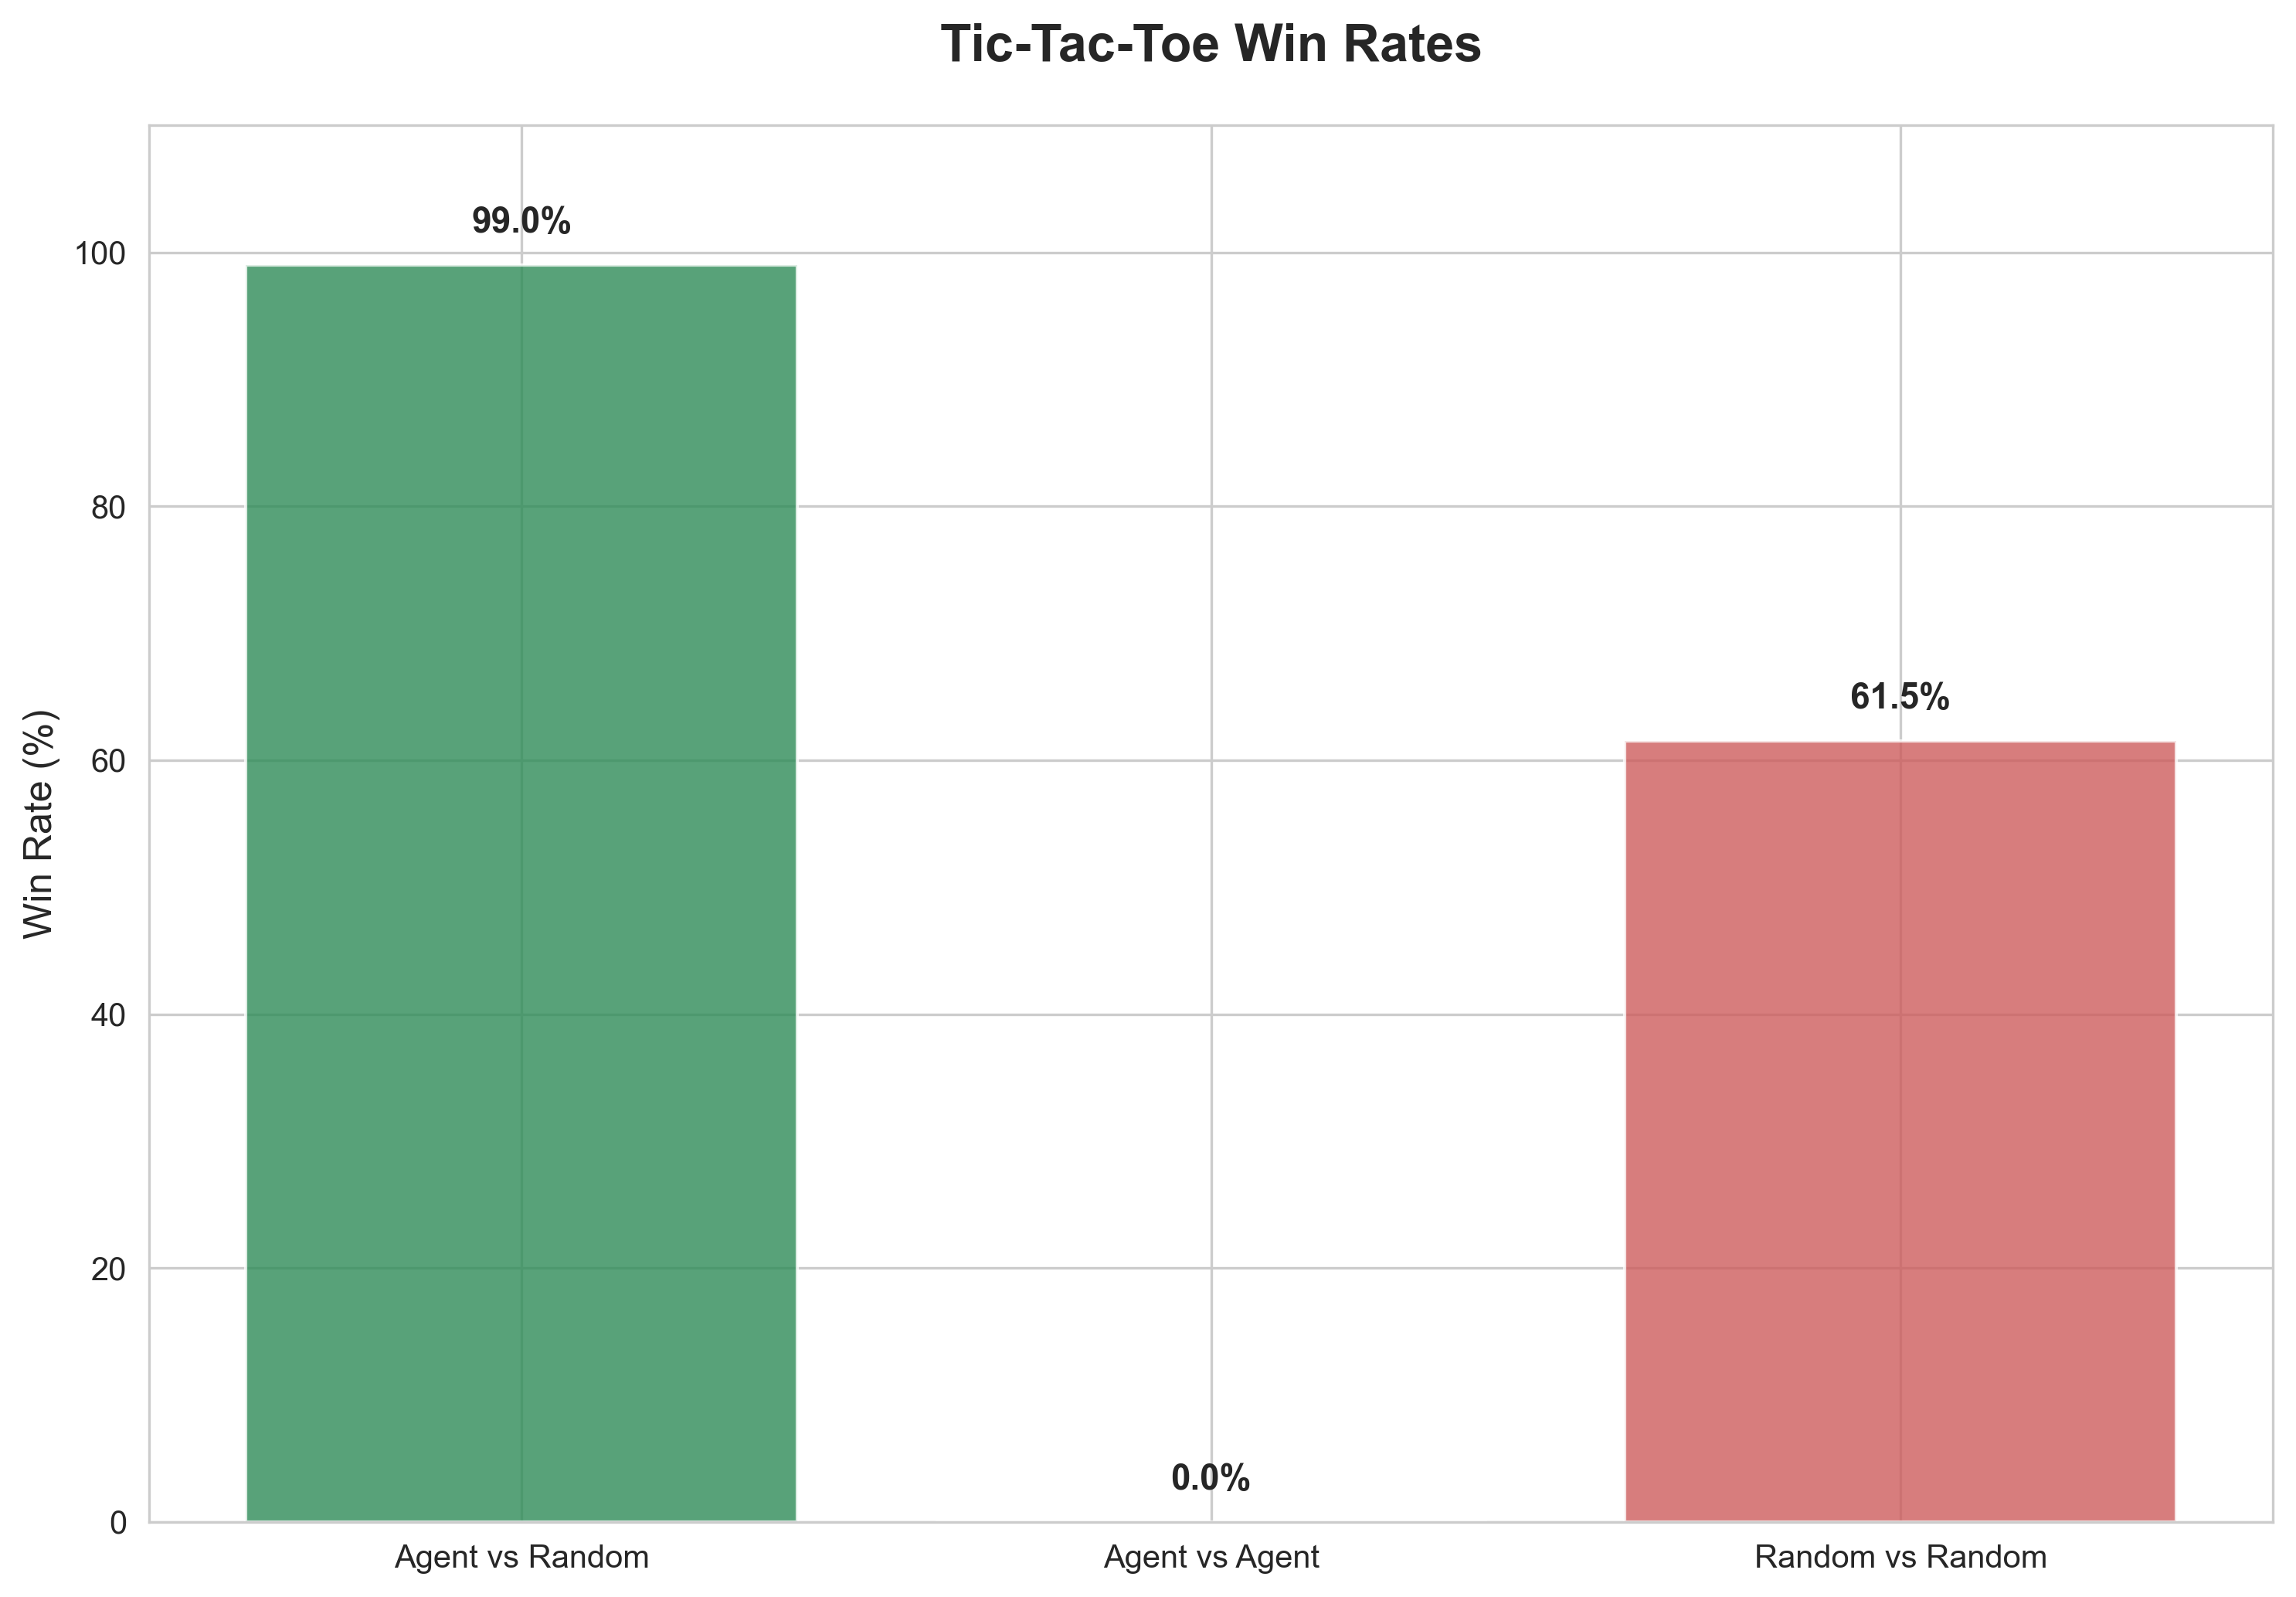 Tic-Tac-Toe Win Rates
Win Rate (%)
100
80
60
40
20
0
99.0%
0.0%
61.5%
Agent vs Random
Agent vs Agent
Random vs Random